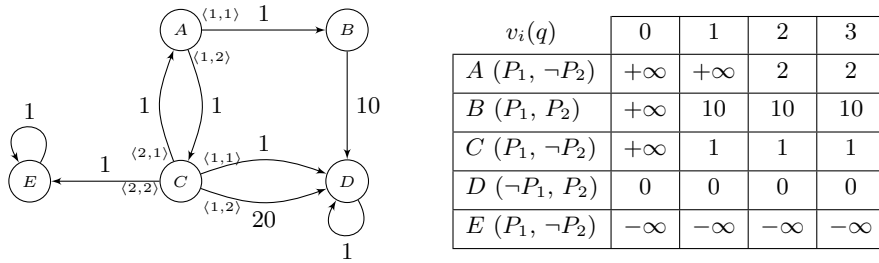 ⟨1,1⟩ 1
A B
⟨1,2⟩
1 1 10
1 1
1 ⟨2,1⟩ ⟨1,1⟩
E C D
⟨2,2⟩ ⟨1,2⟩
20
1
v_i(q) 0 1 2 3
A (P_1, ¬P_2) +∞ +∞ 2 2
B (P_1, P_2) +∞ 10 10 10
C (P_1, ¬P_2) +∞ 1 1 1
D (¬P_1, P_2) 0 0 0 0
E (P_1, ¬P_2) −∞ −∞ −∞ −∞